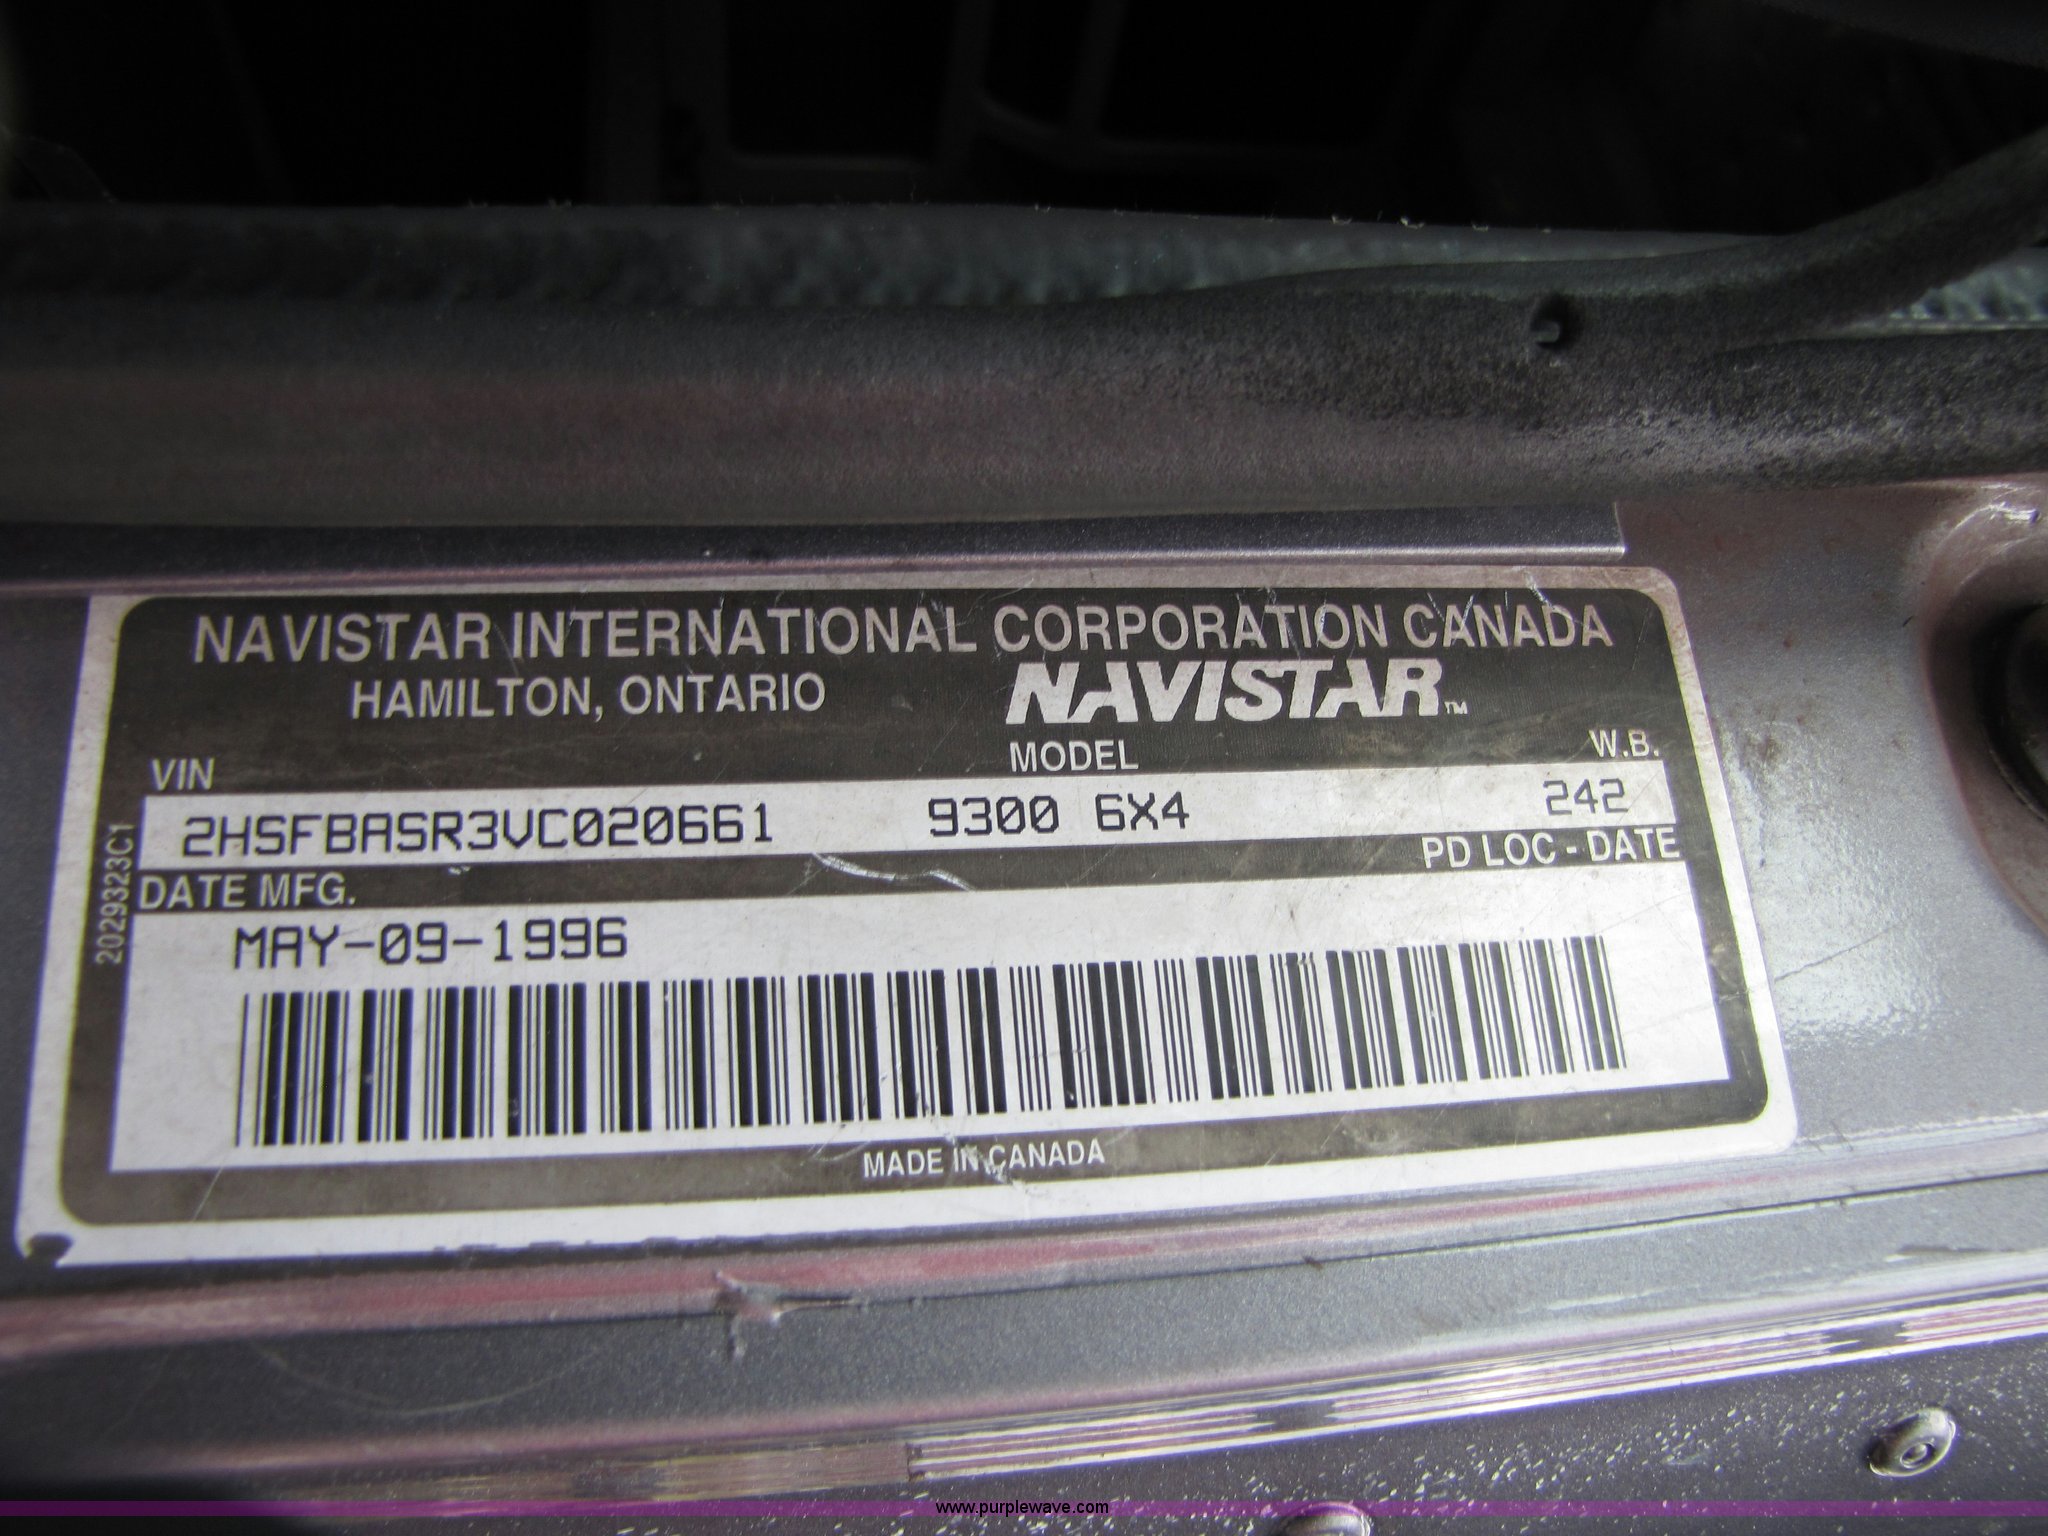 NAVISTAR INTERNATIONAL CORPORATION CANADA
HAMILTON, ONTARIO
NAVISTAR™
VIN MODEL W.B.
2HSFBASR3VC020661 9300 6X4 242
DATE MFG. PD LOC - DATE
MAY-09-1996
2029323C1
MADE IN CANADA
www.purplewave.com